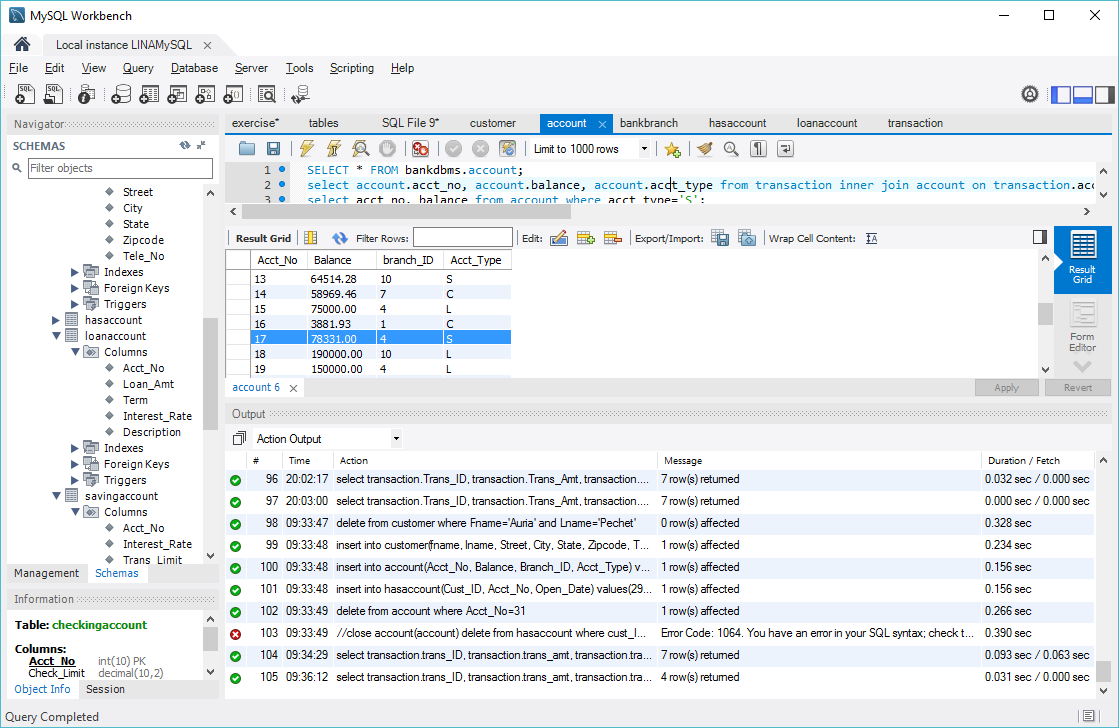 MySQL Workbench
Local instance LINAMySQL
File Edit View Query Database Server Tools Scripting Help
Navigator
SCHEMAS
Filter objects
Street
City
State
Zipcode
Tele_No
Indexes
Foreign Keys
Triggers
hasaccount
loanaccount
Columns
Acct_No
Loan_Amt
Term
Interest_Rate
Description
Indexes
Foreign Keys
Triggers
savingaccount
Columns
Acct_No
Interest_Rate
Trans_Limit
Management Schemas
Information
Table: checkingaccount
Columns:
Acct_No int(10) PK
Check_Limit decimal(10,2)
Object Info Session
exercise* tables SQL File 9* customer account bankbranch hasaccount loanaccount transaction
Limit to 1000 rows
1 SELECT * FROM bankdbms.account;
2 select account.acct_no, account.balance, account.acct_type from transaction inner join account on transaction.acc
3 select acct_no, balance from account where acct_type='S';
Result Grid Filter Rows: Edit: Export/Import: Wrap Cell Content:
Acct_No Balance branch_ID Acct_Type
13 64514.28 10 S
14 58969.46 7 C
15 75000.00 4 L
16 3881.93 1 C
17 78331.00 4 S
18 190000.00 10 L
19 150000.00 4 L
Result
Grid
Form
Editor
account 6
Apply Revert
Output
Action Output
# Time Action Message Duration / Fetch
96 20:02:17 select transaction.Trans_ID, transaction.Trans_Amt, transaction.... 7 row(s) returned 0.032 sec / 0.000 sec
97 20:03:00 select transaction.Trans_ID, transaction.Trans_Amt, transaction.... 7 row(s) returned 0.000 sec / 0.000 sec
98 09:33:47 delete from customer where Fname='Auria' and Lname='Pechet' 0 row(s) affected 0.328 sec
99 09:33:48 insert into customer(fname, lname, Street, City, State, Zipcode, T... 1 row(s) affected 0.234 sec
100 09:33:48 insert into account(Acct_No, Balance, Branch_ID, Acct_Type) v... 1 row(s) affected 0.156 sec
101 09:33:48 insert into hasaccount(Cust_ID, Acct_No, Open_Date) values(29... 1 row(s) affected 0.156 sec
102 09:33:49 delete from account where Acct_No=31 1 row(s) affected 0.266 sec
103 09:33:49 //close account(account) delete from hasaccount where cust_I... Error Code: 1064. You have an error in your SQL syntax; check t... 0.390 sec
104 09:34:29 select transaction.trans_ID, transaction.trans_amt, transaction.tra... 7 row(s) returned 0.093 sec / 0.063 sec
105 09:36:12 select transaction.trans_ID, transaction.trans_amt, transaction.tra... 4 row(s) returned 0.031 sec / 0.000 sec
Query Completed